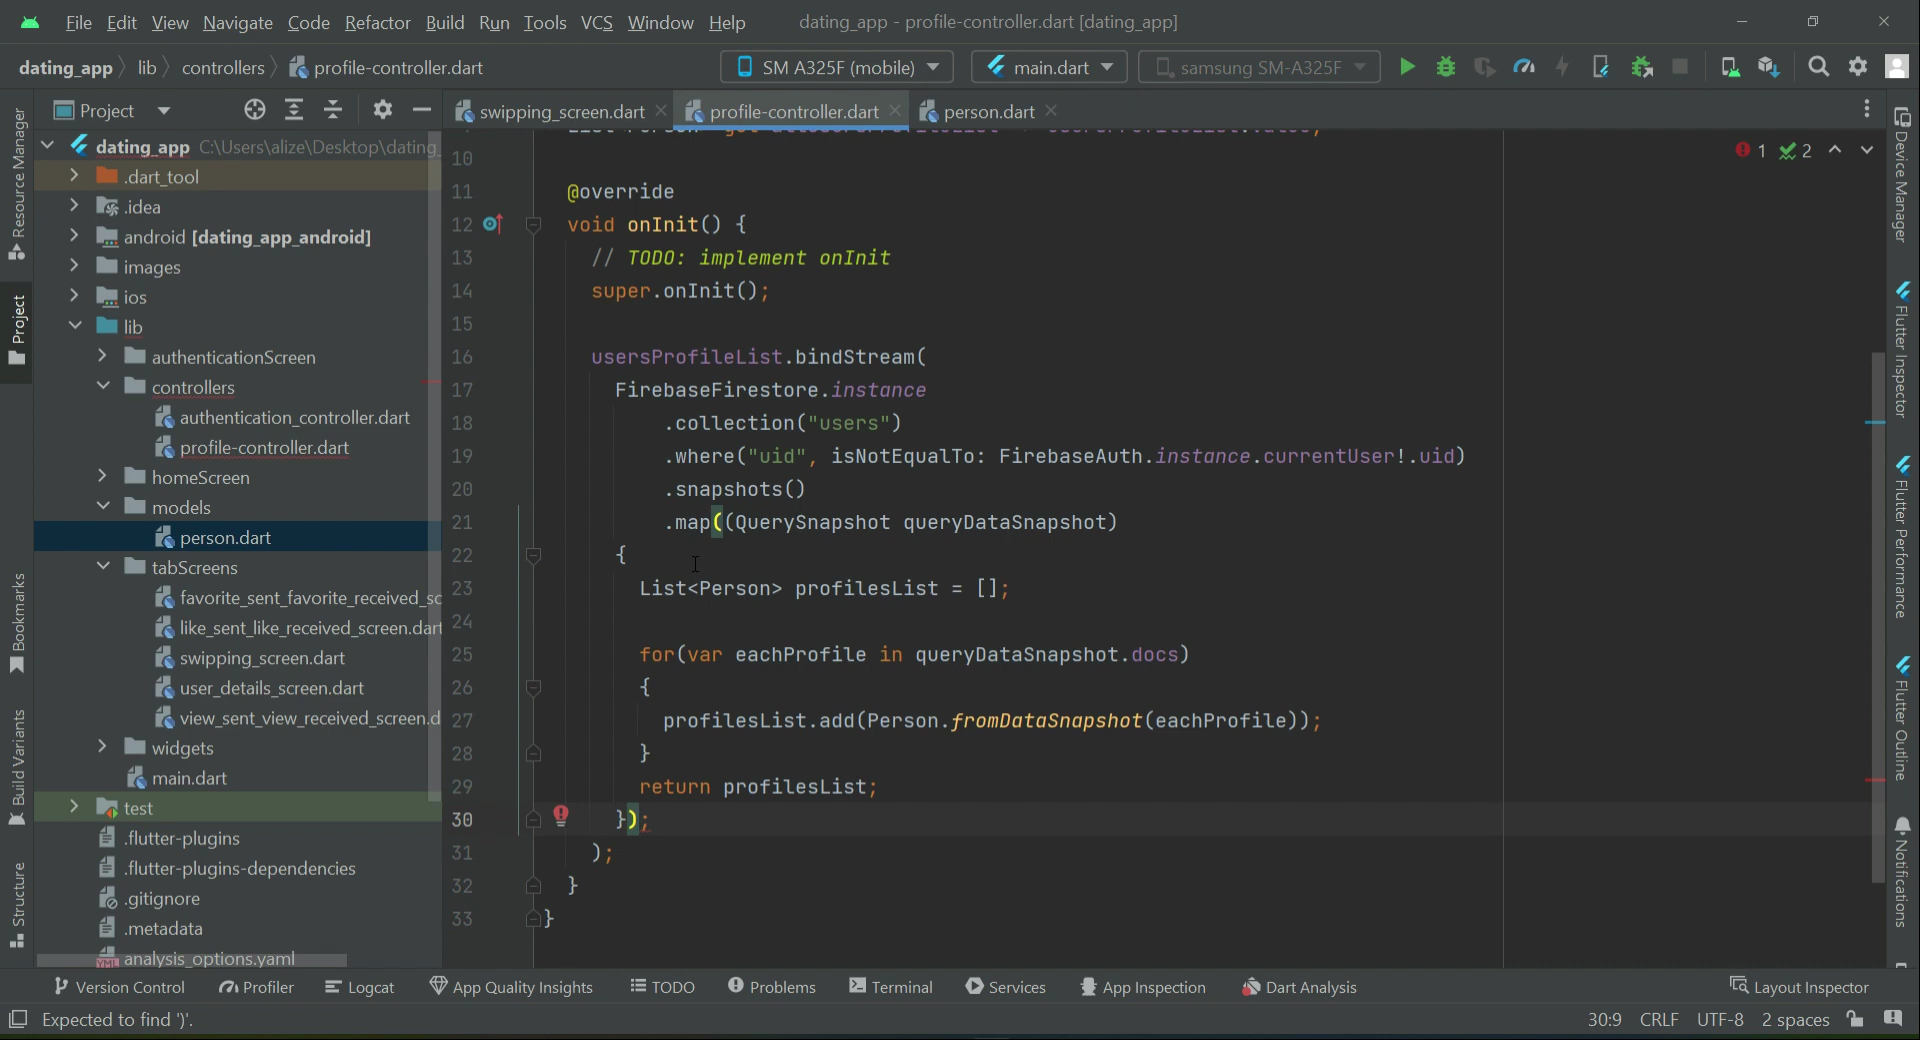 File Edit View Navigate Code Refactor Build Run Tools VCS Window Help dating_app - profile-controller.dart [dating_app]
dating_app lib controllers profile-controller.dart SM A325F (mobile) main.dart samsung SM-A325F
Resource Manager
Project
Bookmarks
Build Variants
Structure
Project
dating_app C:\Users\alize\Desktop\dating_
.dart_tool
.idea
android [dating_app_android]
images
ios
lib
authenticationScreen
controllers
authentication_controller.dart
profile-controller.dart
homeScreen
models
person.dart
tabScreens
favorite_sent_favorite_received_sc
like_sent_like_received_screen.dart
swipping_screen.dart
user_details_screen.dart
view_sent_view_received_screen.d
widgets
main.dart
test
.flutter-plugins
.flutter-plugins-dependencies
.gitignore
.metadata
analysis_options.yaml
swipping_screen.dart profile-controller.dart person.dart
1 2
10
11 @override
12 void onInit() {
13 // TODO: implement onInit
14 super.onInit();
15
16 usersProfileList.bindStream(
17 FirebaseFirestore.instance
18 .collection("users")
19 .where("uid", isNotEqualTo: FirebaseAuth.instance.currentUser!.uid)
20 .snapshots()
21 .map((QuerySnapshot queryDataSnapshot)
22 {
23 List<Person> profilesList = [];
24
25 for(var eachProfile in queryDataSnapshot.docs)
26 {
27 profilesList.add(Person.fromDataSnapshot(eachProfile));
28 }
29 return profilesList;
30 });
31 );
32 }
33 }
Device Manager
Flutter Inspector
Flutter Performance
Flutter Outline
Notifications
Version Control Profiler Logcat App Quality Insights TODO Problems Terminal Services App Inspection Dart Analysis Layout Inspector
Expected to find ')'. 30:9 CRLF UTF-8 2 spaces